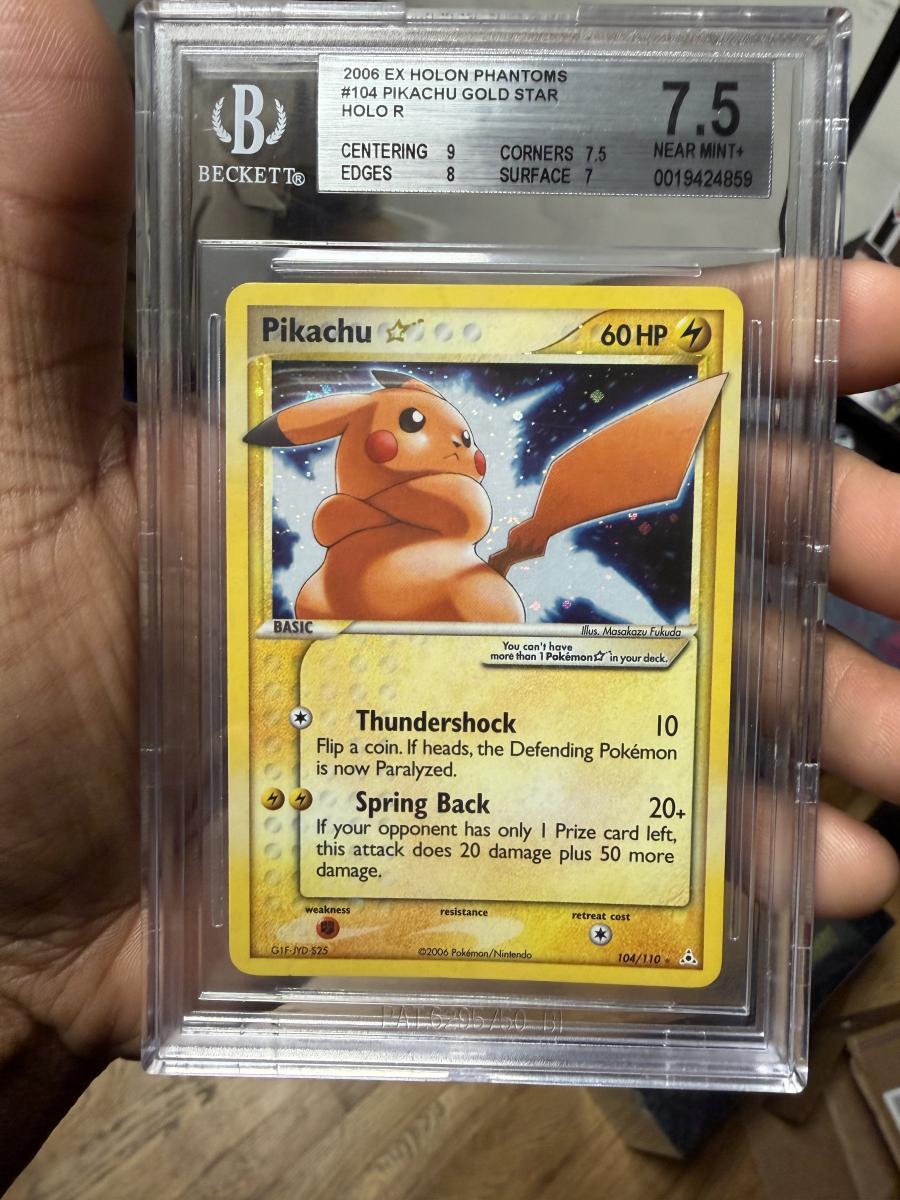 2006 EX HOLON PHANTOMS
#104 PIKACHU GOLD STAR
HOLO R
7.5
NEAR MINT+
CENTERING 9 CORNERS 7.5
EDGES 8 SURFACE 7
0019424859
B
BECKETT®
Pikachu ☆
60 HP
BASIC
Illus. Masakazu Fukuda
You can't have
more than 1 Pokémon☆ in your deck.
Thundershock 10
Flip a coin. If heads, the Defending Pokémon
is now Paralyzed.
Spring Back 20+
If your opponent has only 1 Prize card left,
this attack does 20 damage plus 50 more
damage.
weakness resistance retreat cost
G1F-JYD-S25
©2006 Pokémon/Nintendo
104/110